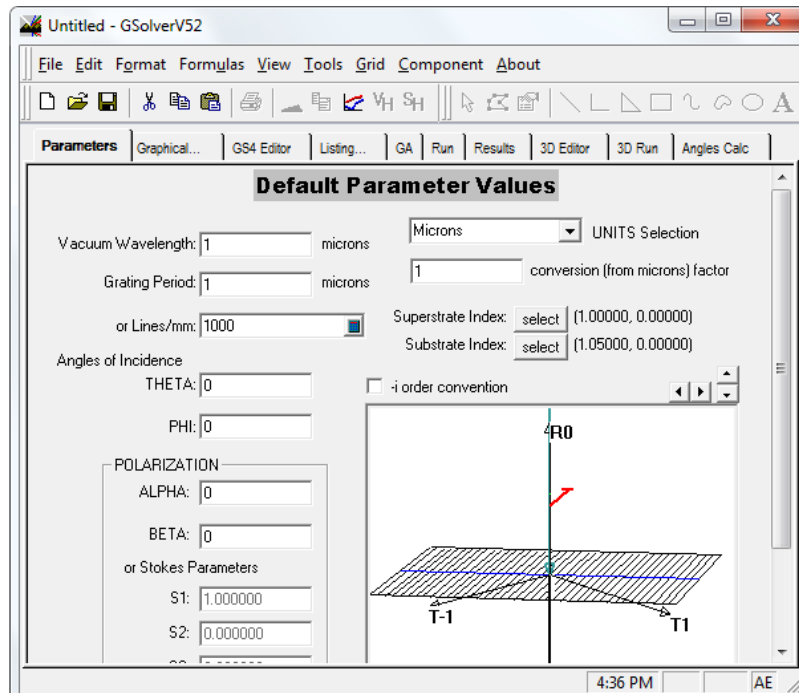 Untitled - GSolverV52
File Edit Format Formulas View Tools Grid Component About
VH SH A
Parameters Graphical... GS4 Editor Listing... GA Run Results 3D Editor 3D Run Angles Calc
Default Parameter Values
Vacuum Wavelength: 1 microns
Microns UNITS Selection
Grating Period: 1 microns
1 conversion (from microns) factor
or Lines/mm: 1000
Superstrate Index: select (1.00000, 0.00000)
Substrate Index: select (1.05000, 0.00000)
Angles of Incidence
THETA: 0
-i order convention
PHI: 0
R0
POLARIZATION
ALPHA: 0
BETA: 0
or Stokes Parameters
S1: 1.000000
T-1
T1
S2: 0.000000
4:36 PM AE